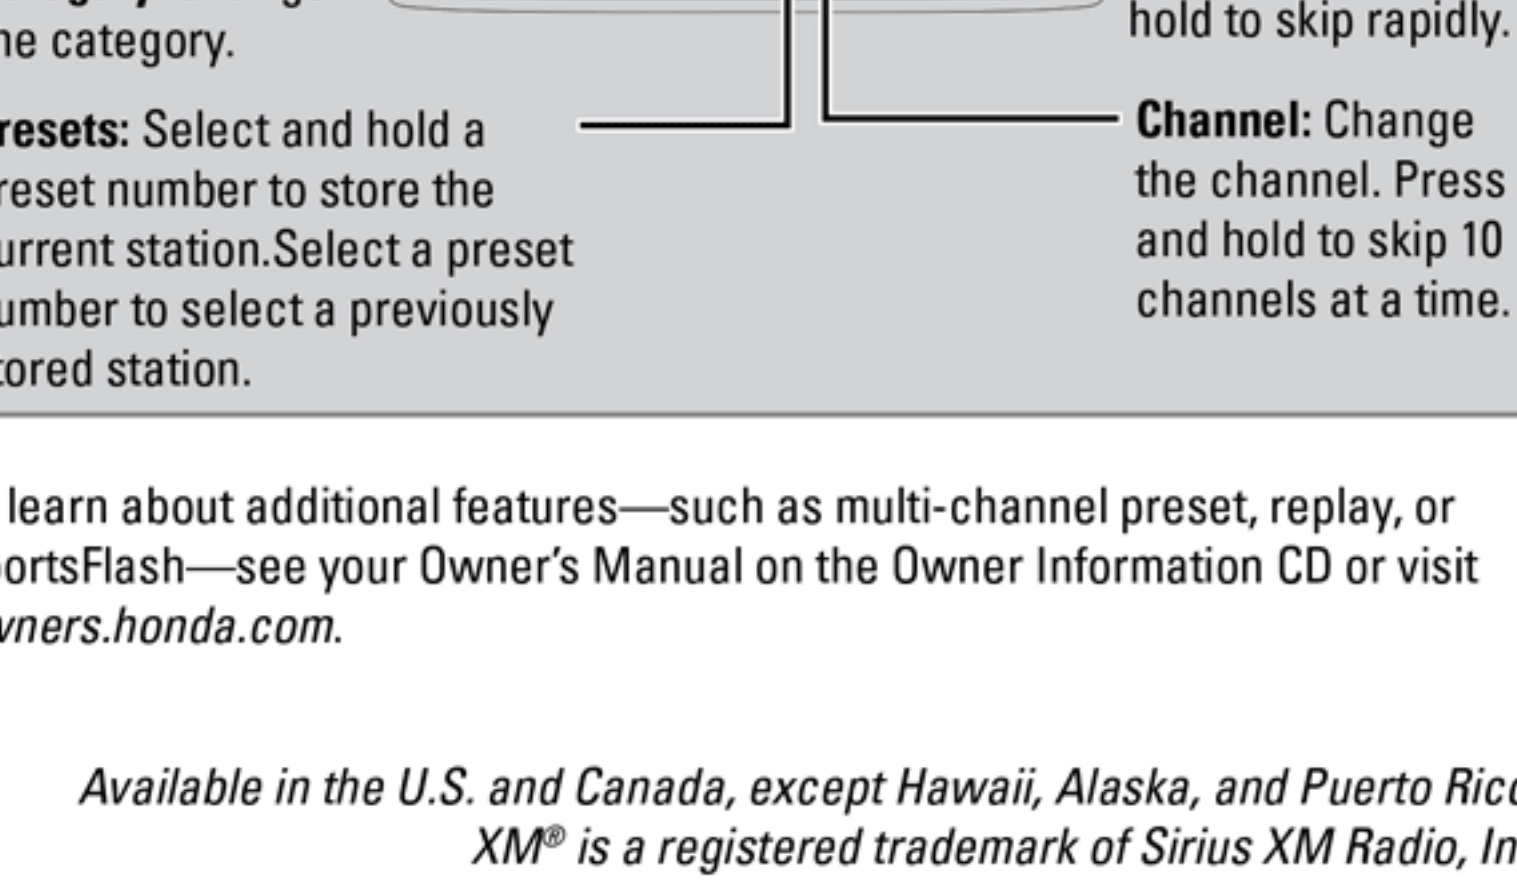 he category.
resets: Select and hold a
reset number to store the
urrent station.Select a preset
umber to select a previously
tored station.
hold to skip rapidly.
Channel: Change
the channel. Press
and hold to skip 10
channels at a time.
learn about additional features—such as multi-channel preset, replay, or
ortsFlash—see your Owner's Manual on the Owner Information CD or visit
wners.honda.com.
Available in the U.S. and Canada, except Hawaii, Alaska, and Puerto Rico
XM® is a registered trademark of Sirius XM Radio, In